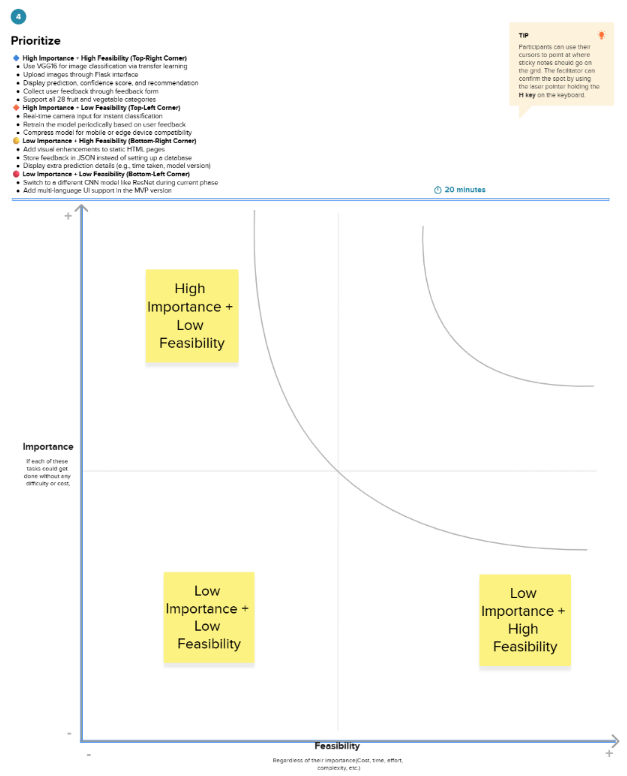 4
Prioritize
High Importance + High Feasibility (Top-Right Corner)
Use VGG16 for image classification via transfer learning
Upload images through Flask interface
Display prediction, confidence score, and recommendation
Collect user feedback through feedback form
Support all 28 fruit and vegetable categories
High Importance + Low Feasibility (Top-Left Corner)
Real-time camera input for instant classification
Retrain the model periodically based on user feedback
Compress model for mobile or edge device compatibility
Low Importance + High Feasibility (Bottom-Right Corner)
Add visual enhancements to static HTML pages
Store feedback in JSON instead of setting up a database
Display extra prediction details (e.g., time taken, model version)
Low Importance + Low Feasibility (Bottom-Left Corner)
Switch to a different CNN model like ResNet during current phase
Add multi-language UI support in the MVP version
TIP
Participants can use their
cursors to point at where
sticky notes should go on
the grid. The facilitator can
confirm the spot by using
the laser pointer holding the
H key on the keyboard.
20 minutes
+
High
Importance +
Low
Feasibility
Importance
If each of these
tasks could get
done without any
difficulty or cost,
Low
Importance +
Low
Feasibility
Low
Importance +
High
Feasibility
-
-
Feasibility
+
Regardless of their importance(Cost, time, effort,
complexity, etc.)